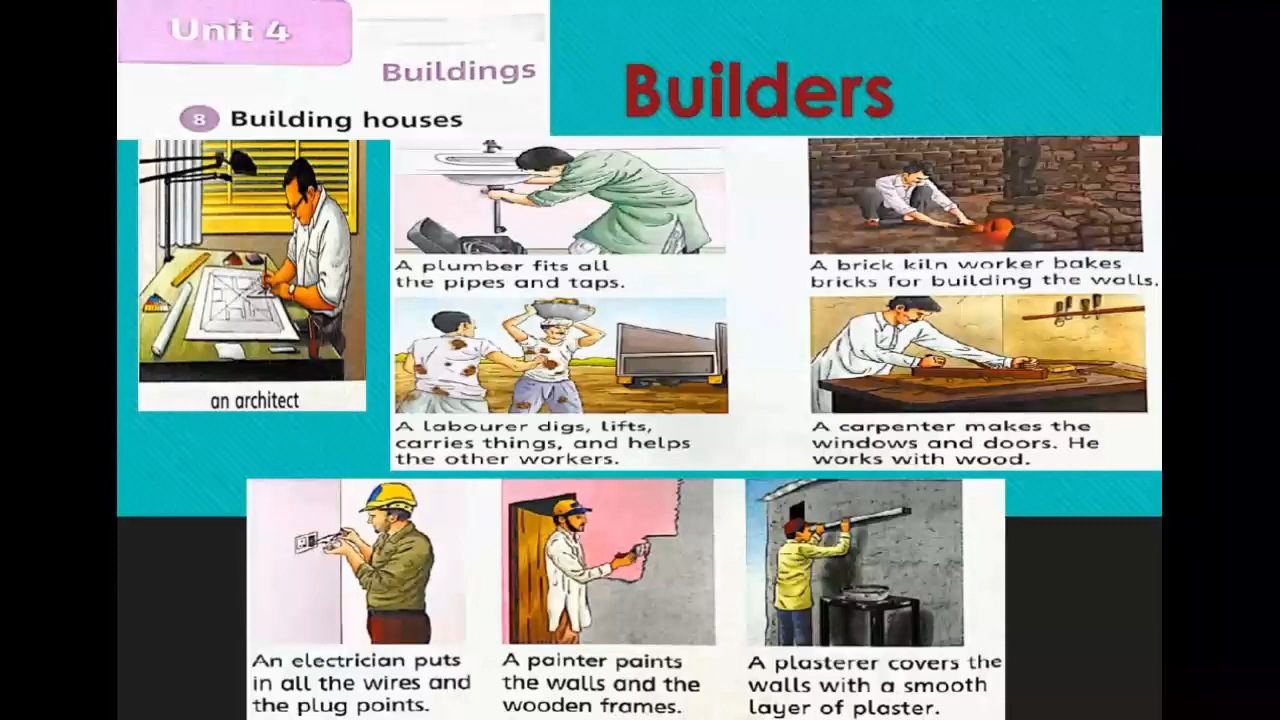 Unit 4
Buildings
8 Building houses
Builders
an architect
A plumber fits all
the pipes and taps.
A brick kiln worker bakes
bricks for building the walls.
A labourer digs, lifts,
carries things, and helps
the other workers.
A carpenter makes the
windows and doors. He
works with wood.
An electrician puts
in all the wires and
the plug points.
A painter paints
the walls and the
wooden frames.
A plasterer covers the
walls with a smooth
layer of plaster.